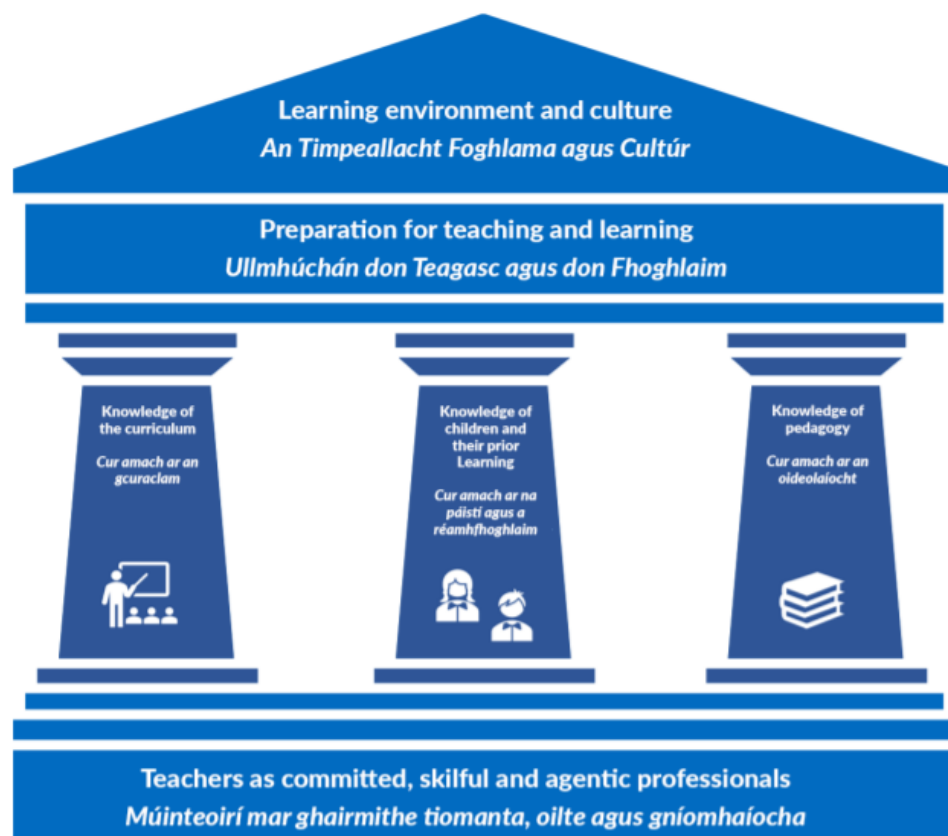 Learning environment and culture
An Timpeallacht Foghlama agus Cultúr
Preparation for teaching and learning
Ullmhúchán don Teagasc agus don Fhoghlaim
Knowledge of
the curriculum
Cur amach ar an
gcuraclam
Knowledge of
children and
their prior
Learning
Cur amach ar na
páistí agus a
réamhfhoghlaim
Knowledge of
pedagogy
Cur amach ar an
oideolaíocht
Teachers as committed, skilful and agentic professionals
Múinteoirí mar ghairmithe tiomanta, oilte agus gníomhaíocha